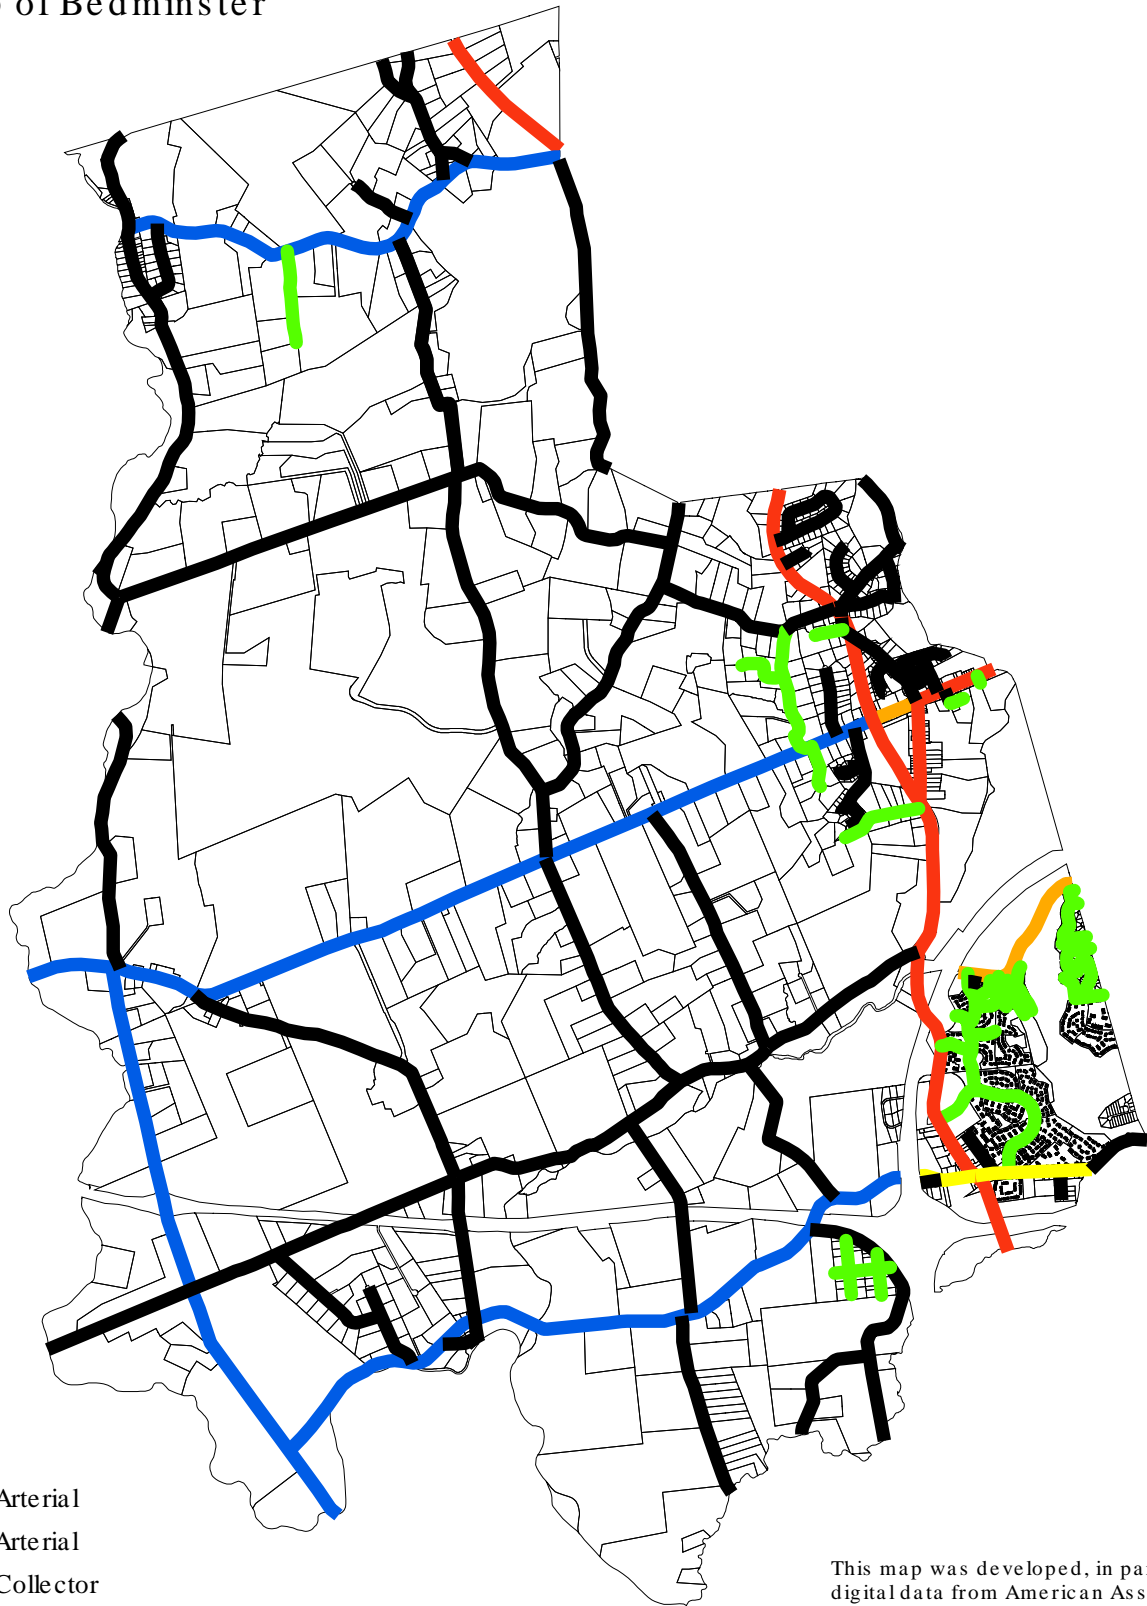 of Bedminster
Arterial
Arterial
Collector
This map was developed, in pa
digital data from American Ass